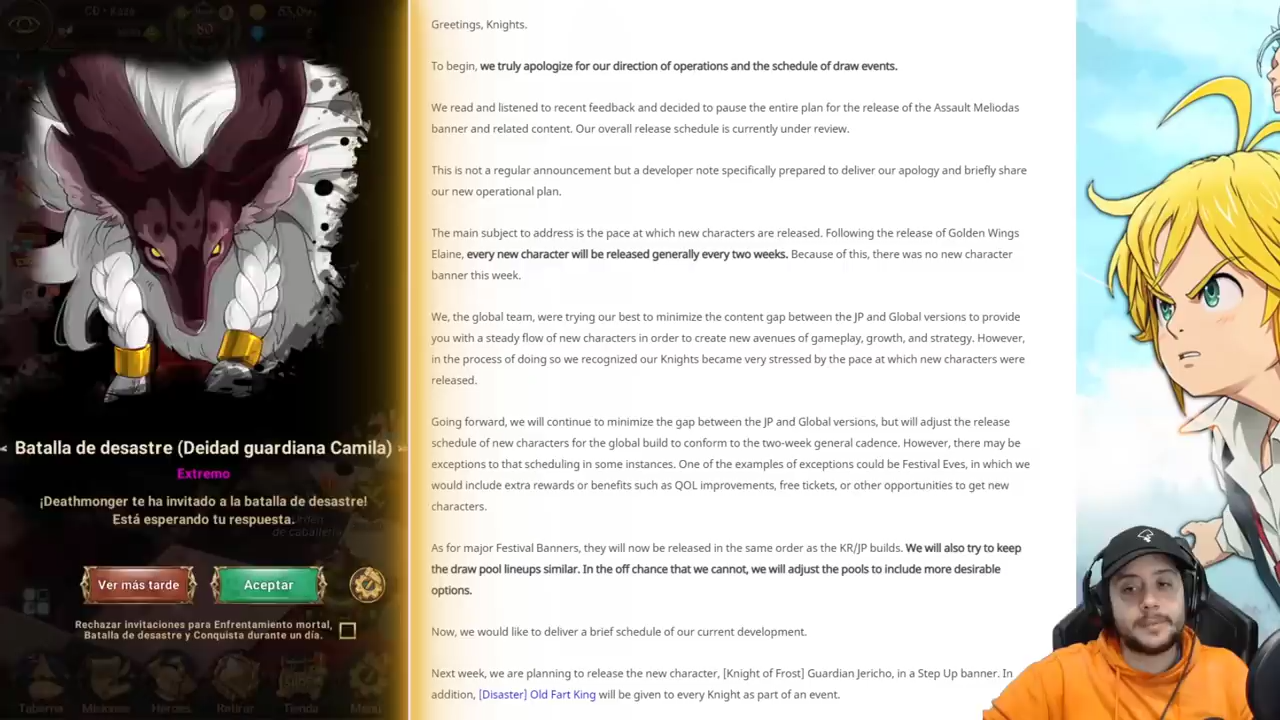 CD • Kaze
80
Batalla de desastre (Deidad guardiana Camila)
Extremo
¡Deathmonger te ha invitado a la batalla de desastre!
Está esperando tu respuesta.
Orden
de caballería
Ver más tarde
Aceptar
Rechazar invitaciones para Enfrentamiento mortal,
Batalla de desastre y Conquista durante un día.
Taberna
Misiones
Héroes
Retirar
Tienda
Menú
Greetings, Knights.
To begin, we truly apologize for our direction of operations and the schedule of draw events.
We read and listened to recent feedback and decided to pause the entire plan for the release of the Assault Meliodas
banner and related content. Our overall release schedule is currently under review.
This is not a regular announcement but a developer note specifically prepared to deliver our apology and briefly share
our new operational plan.
The main subject to address is the pace at which new characters are released. Following the release of Golden Wings
Elaine, every new character will be released generally every two weeks. Because of this, there was no new character
banner this week.
We, the global team, were trying our best to minimize the content gap between the JP and Global versions to provide
you with a steady flow of new characters in order to create new avenues of gameplay, growth, and strategy. However,
in the process of doing so we recognized our Knights became very stressed by the pace at which new characters were
released.
Going forward, we will continue to minimize the gap between the JP and Global versions, but will adjust the release
schedule of new characters for the global build to conform to the two-week general cadence. However, there may be
exceptions to that scheduling in some instances. One of the examples of exceptions could be Festival Eves, in which we
would include extra rewards or benefits such as QOL improvements, free tickets, or other opportunities to get new
characters.
As for major Festival Banners, they will now be released in the same order as the KR/JP builds. We will also try to keep
the draw pool lineups similar. In the off chance that we cannot, we will adjust the pools to include more desirable
options.
Now, we would like to deliver a brief schedule of our current development.
Next week, we are planning to release the new character, [Knight of Frost] Guardian Jericho, in a Step Up banner. In
addition, [Disaster] Old Fart King will be given to every Knight as part of an event.